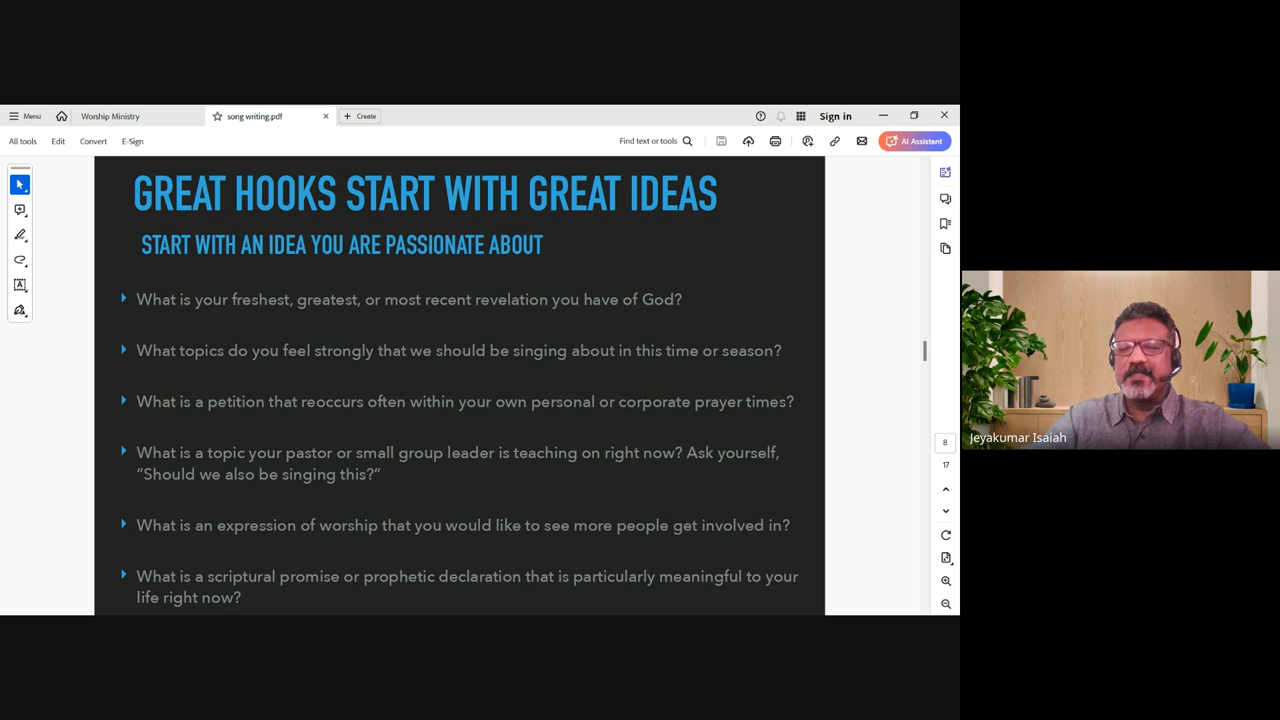 Menu
Worship Ministry
song writing.pdf
Create
Sign in
All tools
Edit
Convert
E-Sign
Find text or tools
AI Assistant
GREAT HOOKS START WITH GREAT IDEAS
START WITH AN IDEA YOU ARE PASSIONATE ABOUT
What is your freshest, greatest, or most recent revelation you have of God?
What topics do you feel strongly that we should be singing about in this time or season?
What is a petition that reoccurs often within your own personal or corporate prayer times?
What is a topic your pastor or small group leader is teaching on right now? Ask yourself,
“Should we also be singing this?”
What is an expression of worship that you would like to see more people get involved in?
What is a scriptural promise or prophetic declaration that is particularly meaningful to your
life right now?
8
17
Jeyakumar Isaiah